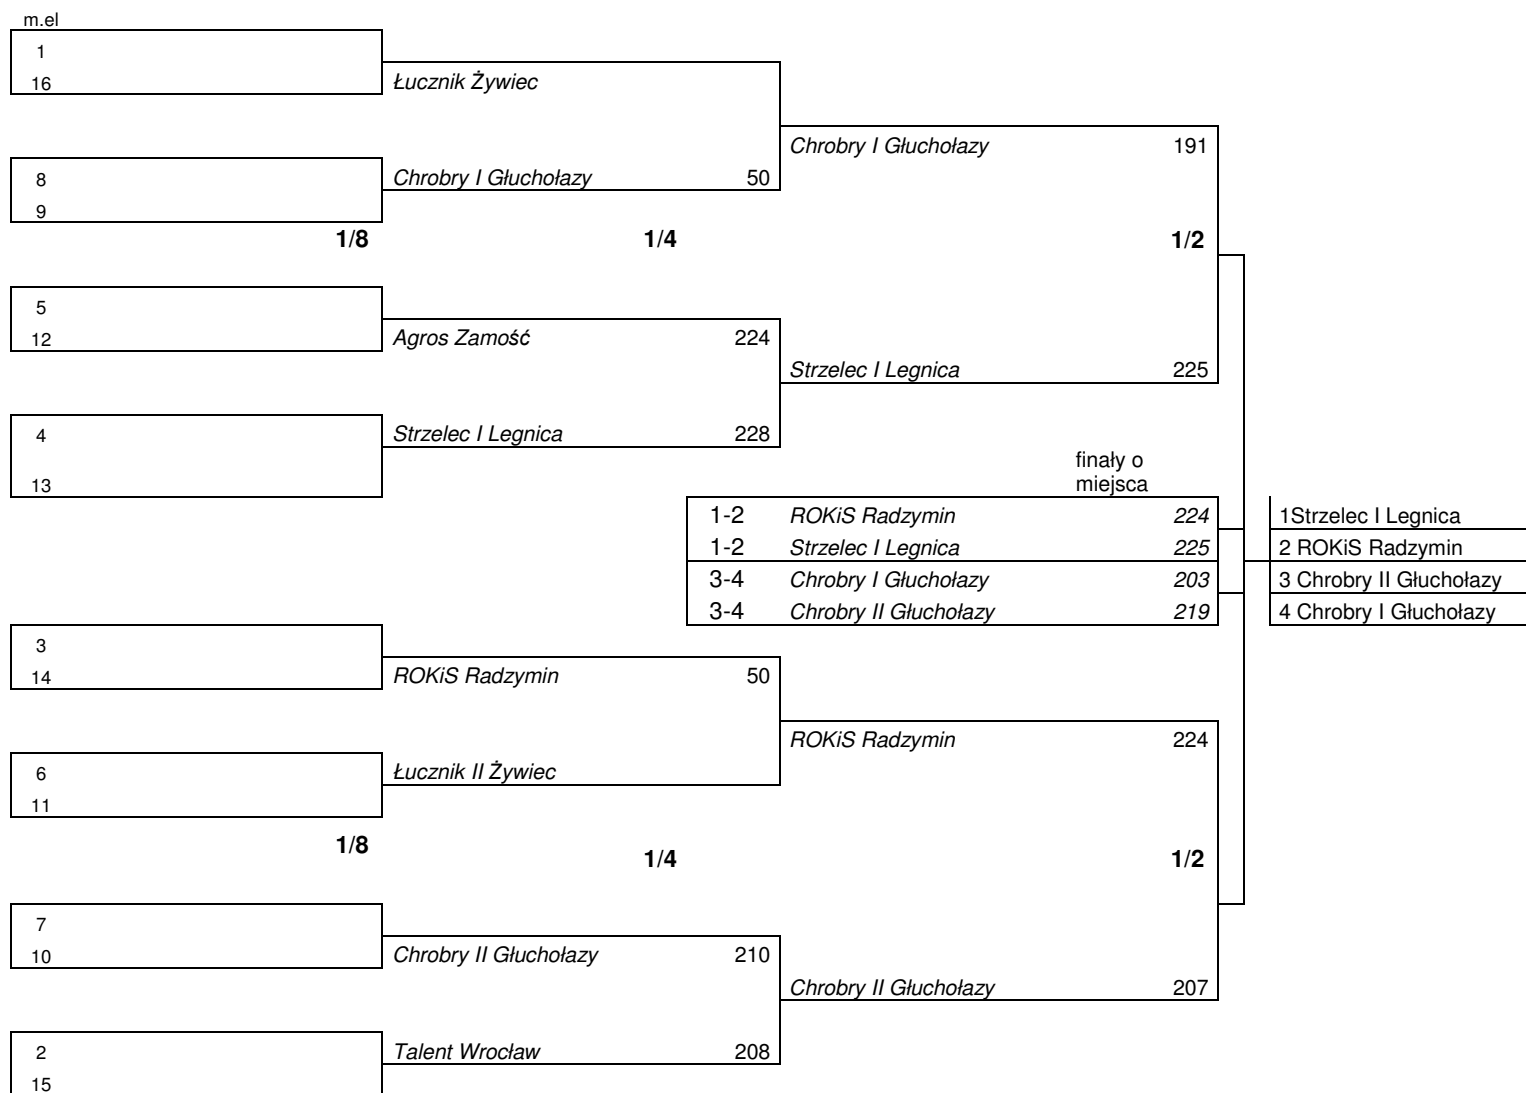 m.el
1
16 Łucznik Żywiec
Chrobry I Głuchołazy 191
8 Chrobry I Głuchołazy 50
9
1/8 1/4 1/2
5
12 Agros Zamość 224
Strzelec I Legnica 225
4 Strzelec I Legnica 228
finały o
13 miejsca
1-2 ROKiS Radzymin 224 1Strzelec I Legnica
1-2 Strzelec I Legnica 225 2 ROKiS Radzymin
3-4 Chrobry I Głuchołazy 203 3 Chrobry II Głuchołazy
3-4 Chrobry II Głuchołazy 219 4 Chrobry I Głuchołazy
3
14 ROKiS Radzymin 50
ROKiS Radzymin 224
6 Łucznik II Żywiec
11
1/8 1/4 1/2
7
10 Chrobry II Głuchołazy 210
Chrobry II Głuchołazy 207
2 Talent Wrocław 208
15